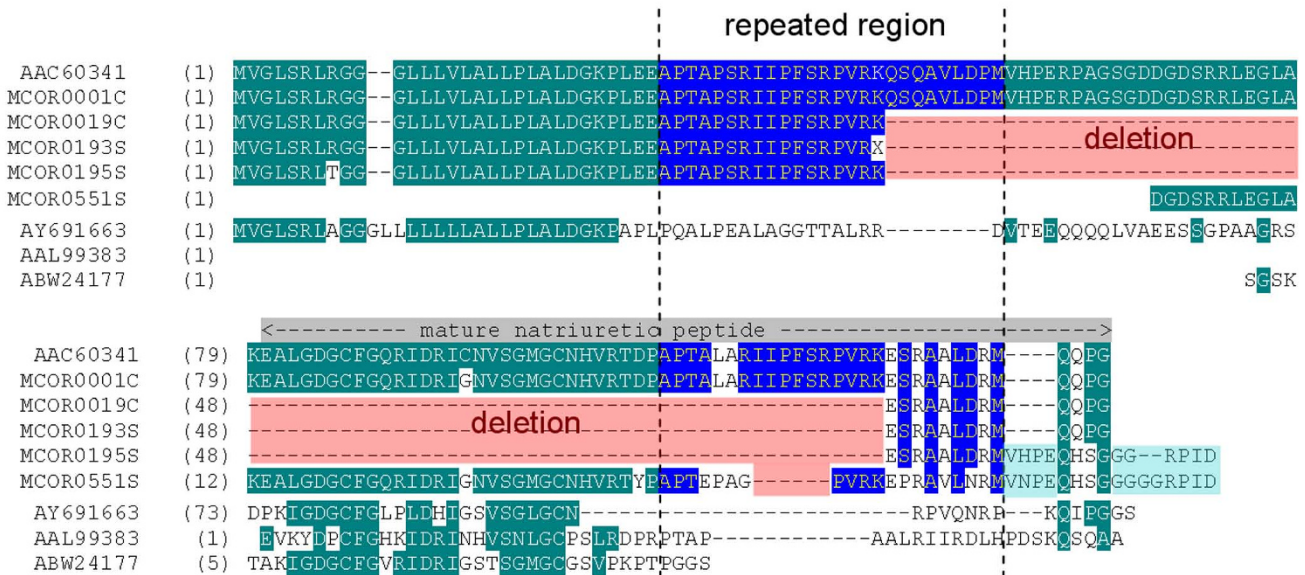 repeated region
AAC60341 (1) MVGLSRLRGG--GLLLVLALLPLALDGKPLEEAPTAPSRIIPFSRPVRKQSQAVLDPMVHPERPAGSGDDGDSRRLEGLA
MCOR0001C (1) MVGLSRLRGG--GLLLVLALLPLALDGKPLEEAPTAPSRIIPFSRPVRKQSQAVLDPMVHPERPAGSGDDGDSRRLEGLA
MCOR0019C (1) MVGLSRLRGG--GLLLVLALLPLALDGKPLEEAPTAPSRIIPFSRPVRK-------------------------------
deletion
MCOR0193S (1) MVGLSRLRGG--GLLLVLALLPLALDGKPLEEAPTAPSRIIPFSRPVRX-------------------------------
MCOR0195S (1) MVGLSRLTGG--GLLLVLALLPLALDGKPLEEAPTAPSRIIPFSRPVRK-------------------------------
MCOR0551S (1) DGDSRRLEGLA
AY691663 (1) MVGLSRLAGGGLLLLLLLALLPLALDGKPAPLPQALPEALAGGTTALRR---------DVTEEQQQQLVAEESSGPAAGRS
AAL99383 (1)
ABW24177 (1) SGSK
<--------- mature natriuretic peptide ----------------------->
AAC60341 (79) KEALGDGCFGQRIDRICNVSGMGCNHVRTDPAPTALARIIPFSRPVRKESRAALDRM----QQPG
MCOR0001C (79) KEALGDGCFGQRIDRIGNVSGMGCNHVRTDPAPTALARIIPFSRPVRKESRAALDRM----QQPG
MCOR0019C (48) ------------------------------------------------ESRAALDRM----QQPG
deletion
MCOR0193S (48) ------------------------------------------------ESRAALDRM----QQPG
MCOR0195S (48) ------------------------------------------------ESRAALDRMVHPEQHSGGG--RPID
MCOR0551S (12) KEALGDGCFGQRIDRIGNVSGMGCNHVRTYPAPTEPAG------PVRKEPRAVLNRMVNPEQHSGGGGGRPID
AY691663 (73) DPKIGDGCFGLPLDHIGSVSGLGCN-------------------------RPVQNRP---KQIPGGS
AAL99383 (1) EVKYDPCFGHKIDRINHVSNLGCPSLRDPRPTAP------------AALRIIRDLHPDSKQSQAA
ABW24177 (5) TAKIGDGCFGVRIDRIGSTSGMGCGSVPKPTPGGS